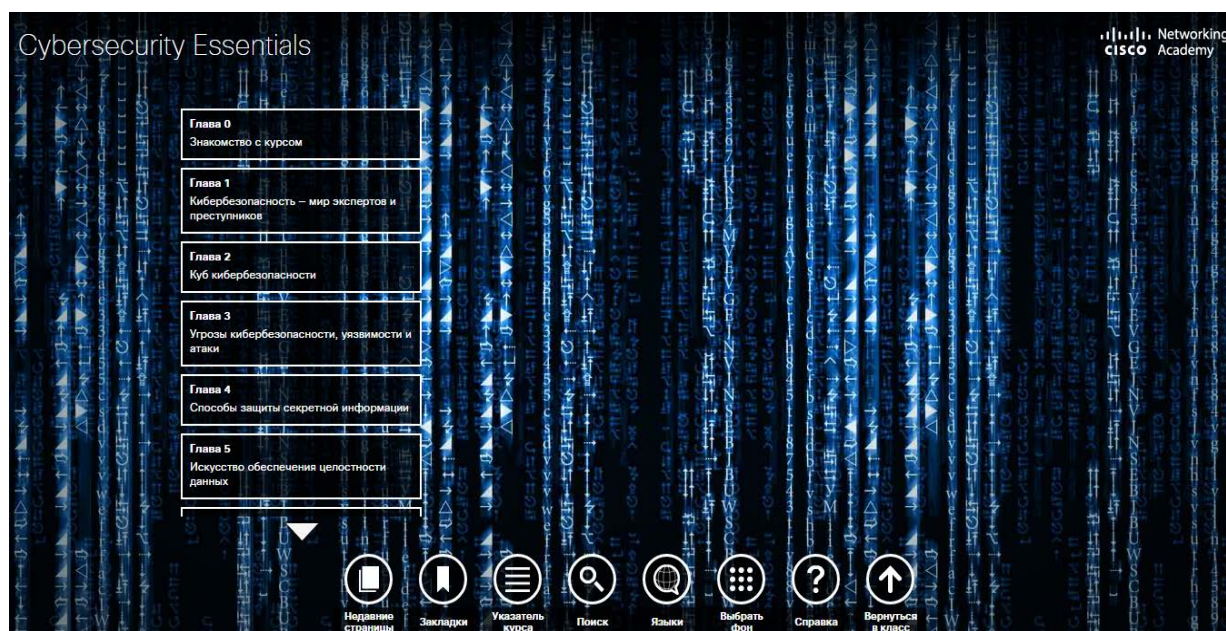 Cybersecurity Essentials
Networking
CISCO Academy
Глава 0
Знакомство с курсом
Глава 1
Кибербезопасность – мир экспертов и
преступников
Глава 2
Куб кибербезопасности
Глава 3
Угрозы кибербезопасности, уязвимости и
атаки
Глава 4
Способы защиты секретной информации
Глава 5
Искусство обеспечения целостности
данных
Недавние
страницы
Закладки
Указатель
курса
Поиск
Языки
Выбрать
фон
Справка
Вернуться
в класс